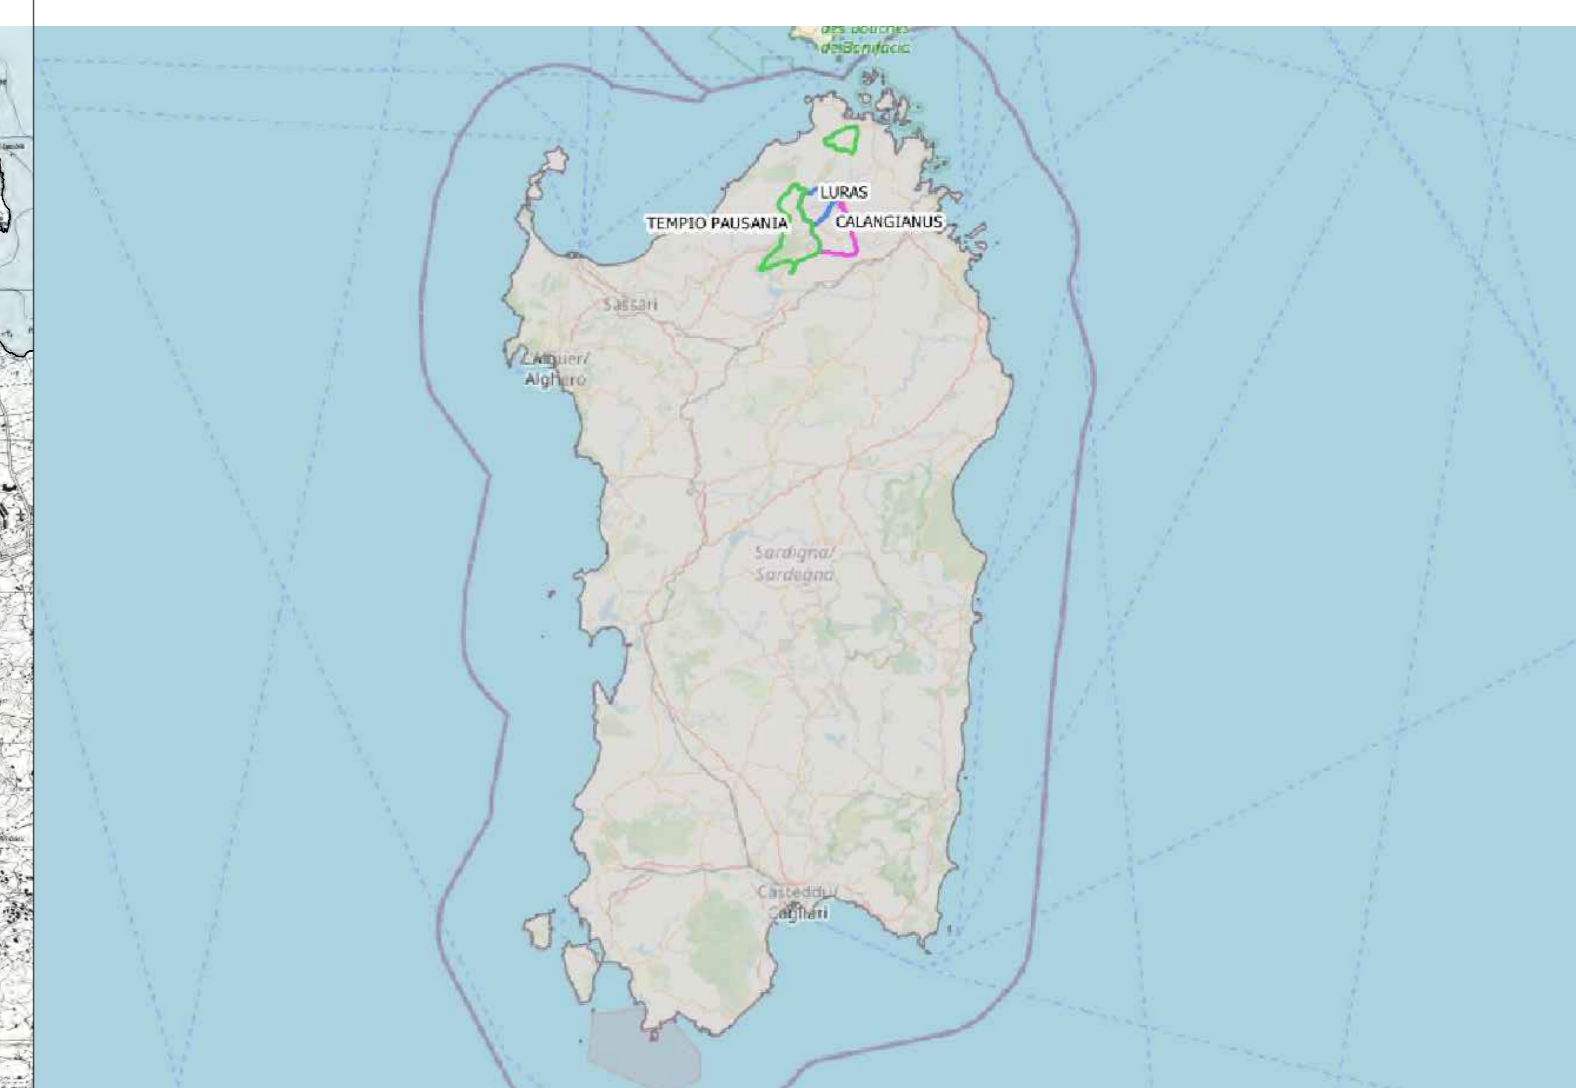 des Bouches
de Bonifacio
LURAS
TEMPIO PAUSANIA
CALANGIANUS
Sassari
L'Alguer/
Alghero
Sardigna/
Sardegna
Casteddu/
Cagliari